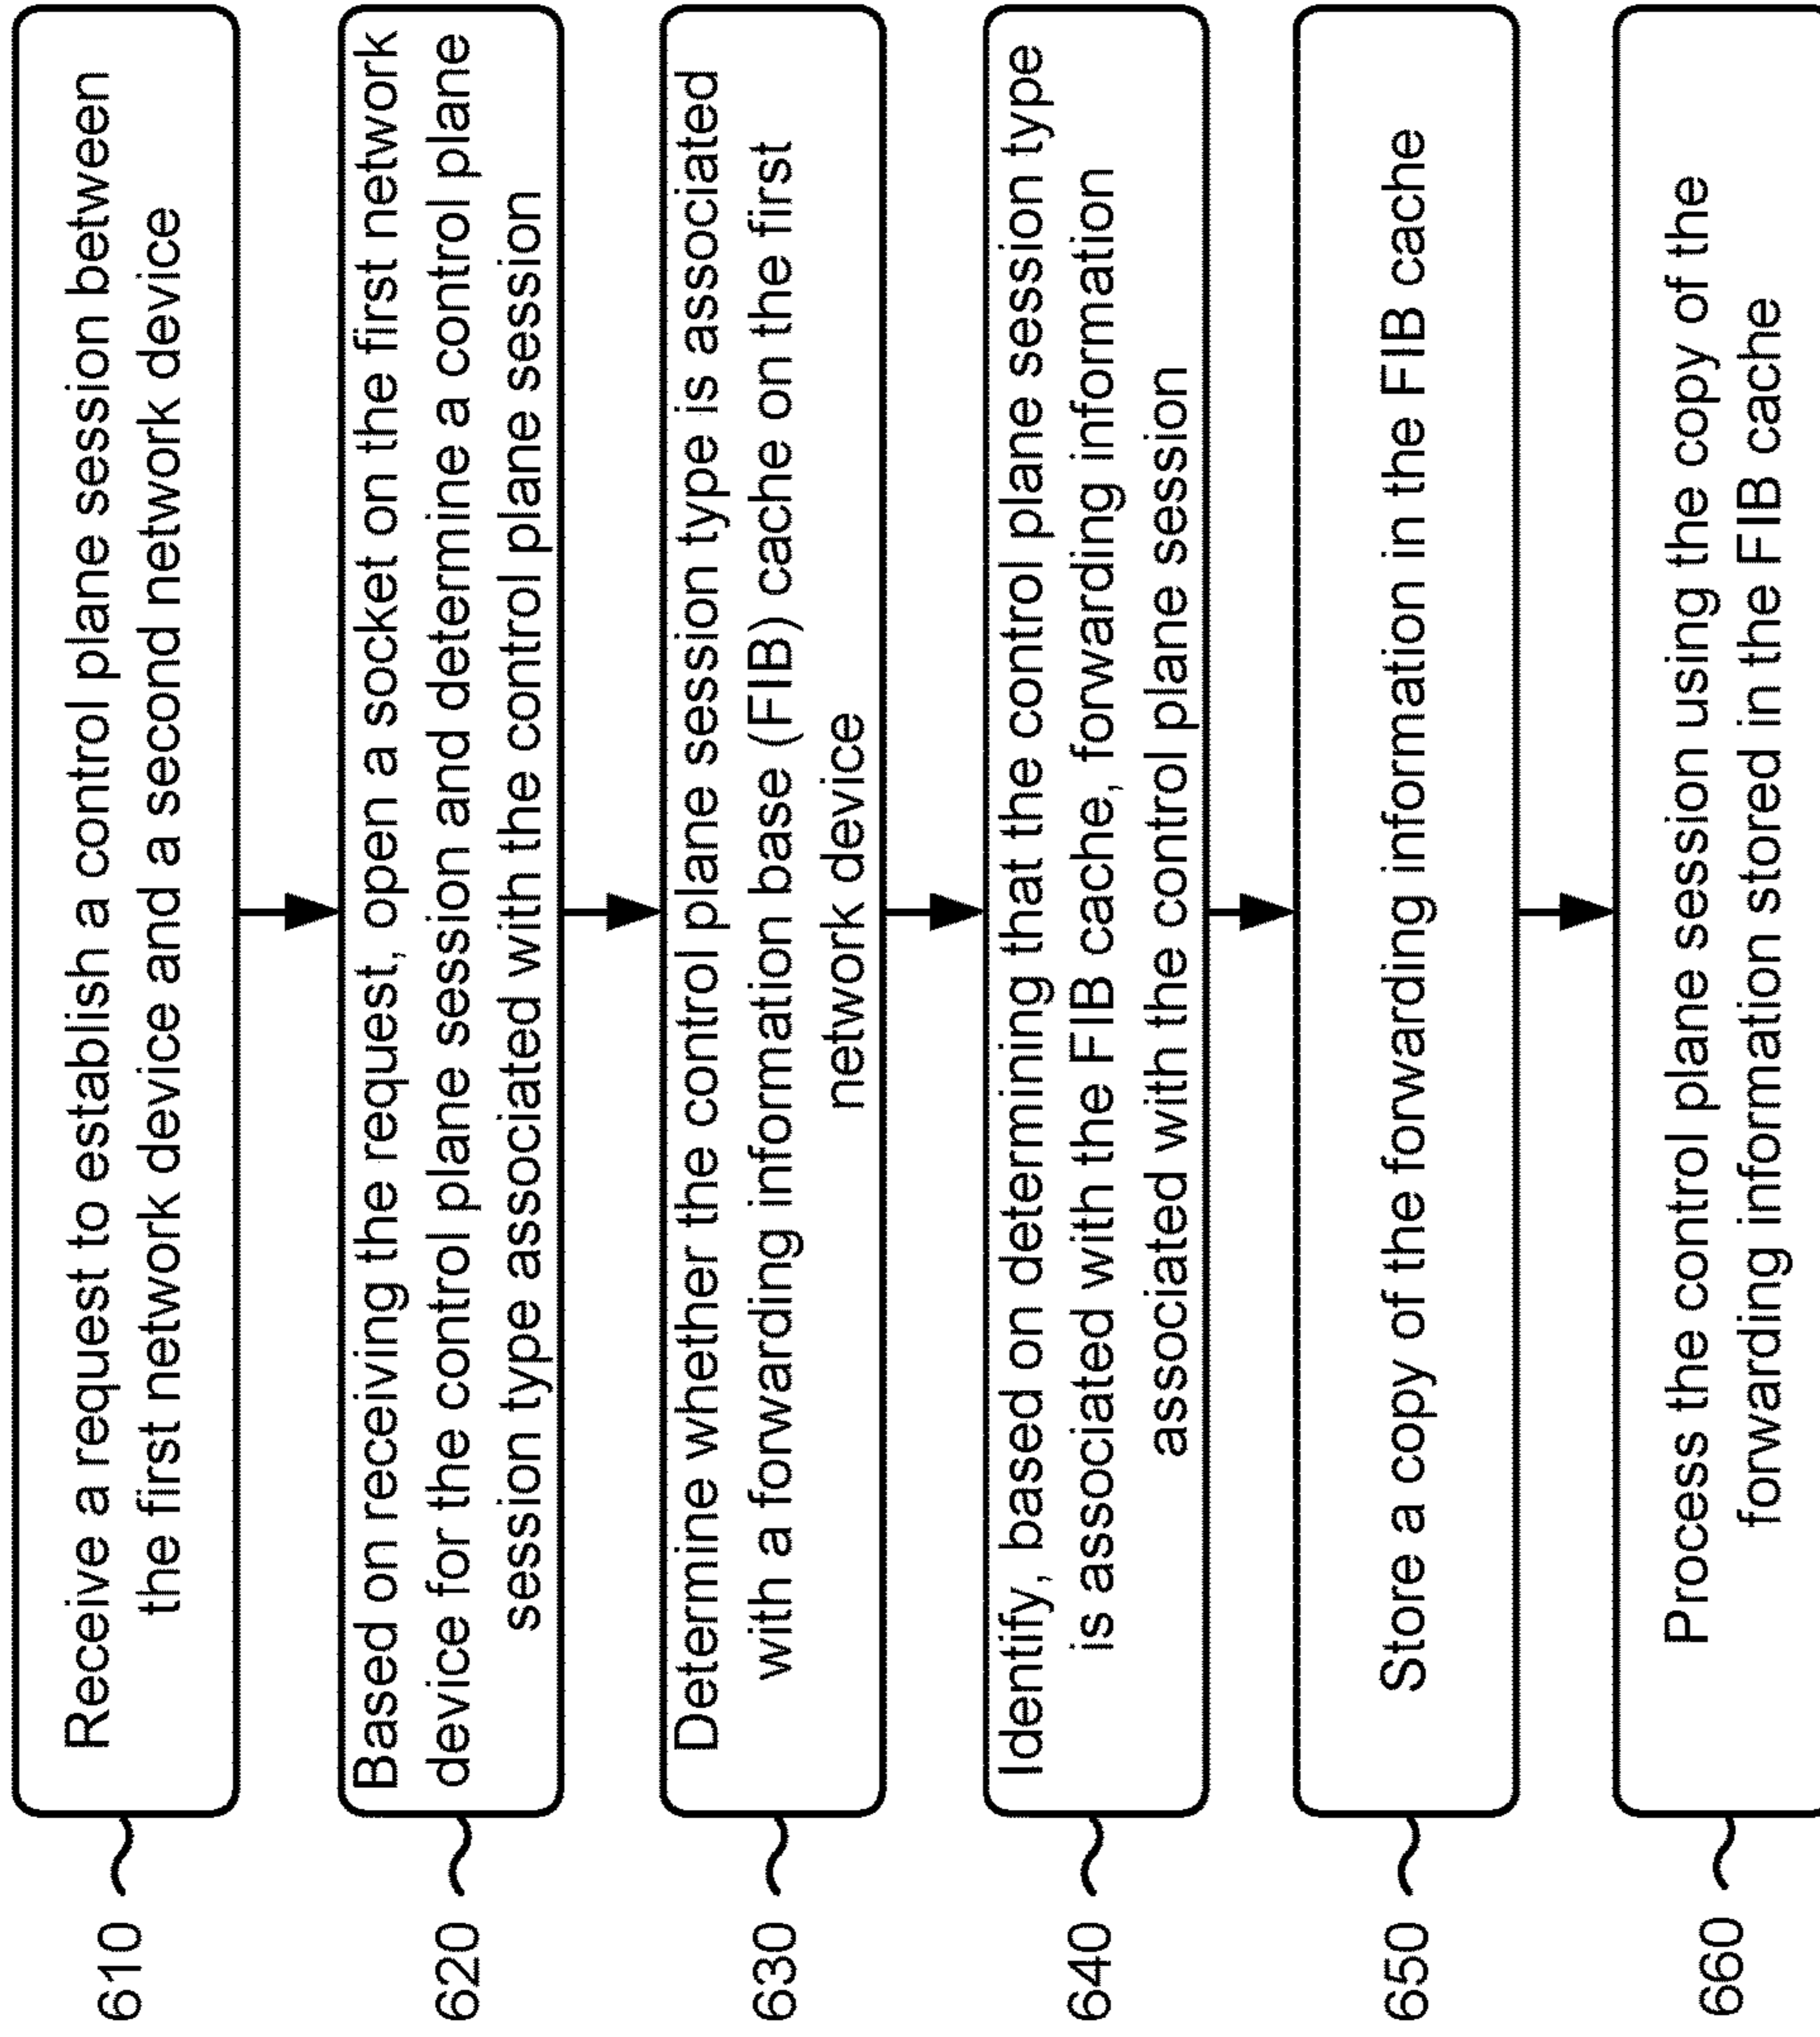 610
Receive a request to establish a control plane session between
the first network device and a second network device
620
Based on receiving the request, open a socket on the first network
device for the control plane session and determine a control plane
session type associated with the control plane session
630
Determine whether the control plane session type is associated
with a forwarding information base (FIB) cache on the first
network device
640
Identify, based on determining that the control plane session type
is associated with the FIB cache, forwarding information
associated with the control plane session
650
Store a copy of the forwarding information in the FIB cache
660
Process the control plane session using the copy of the
forwarding information stored in the FIB cache